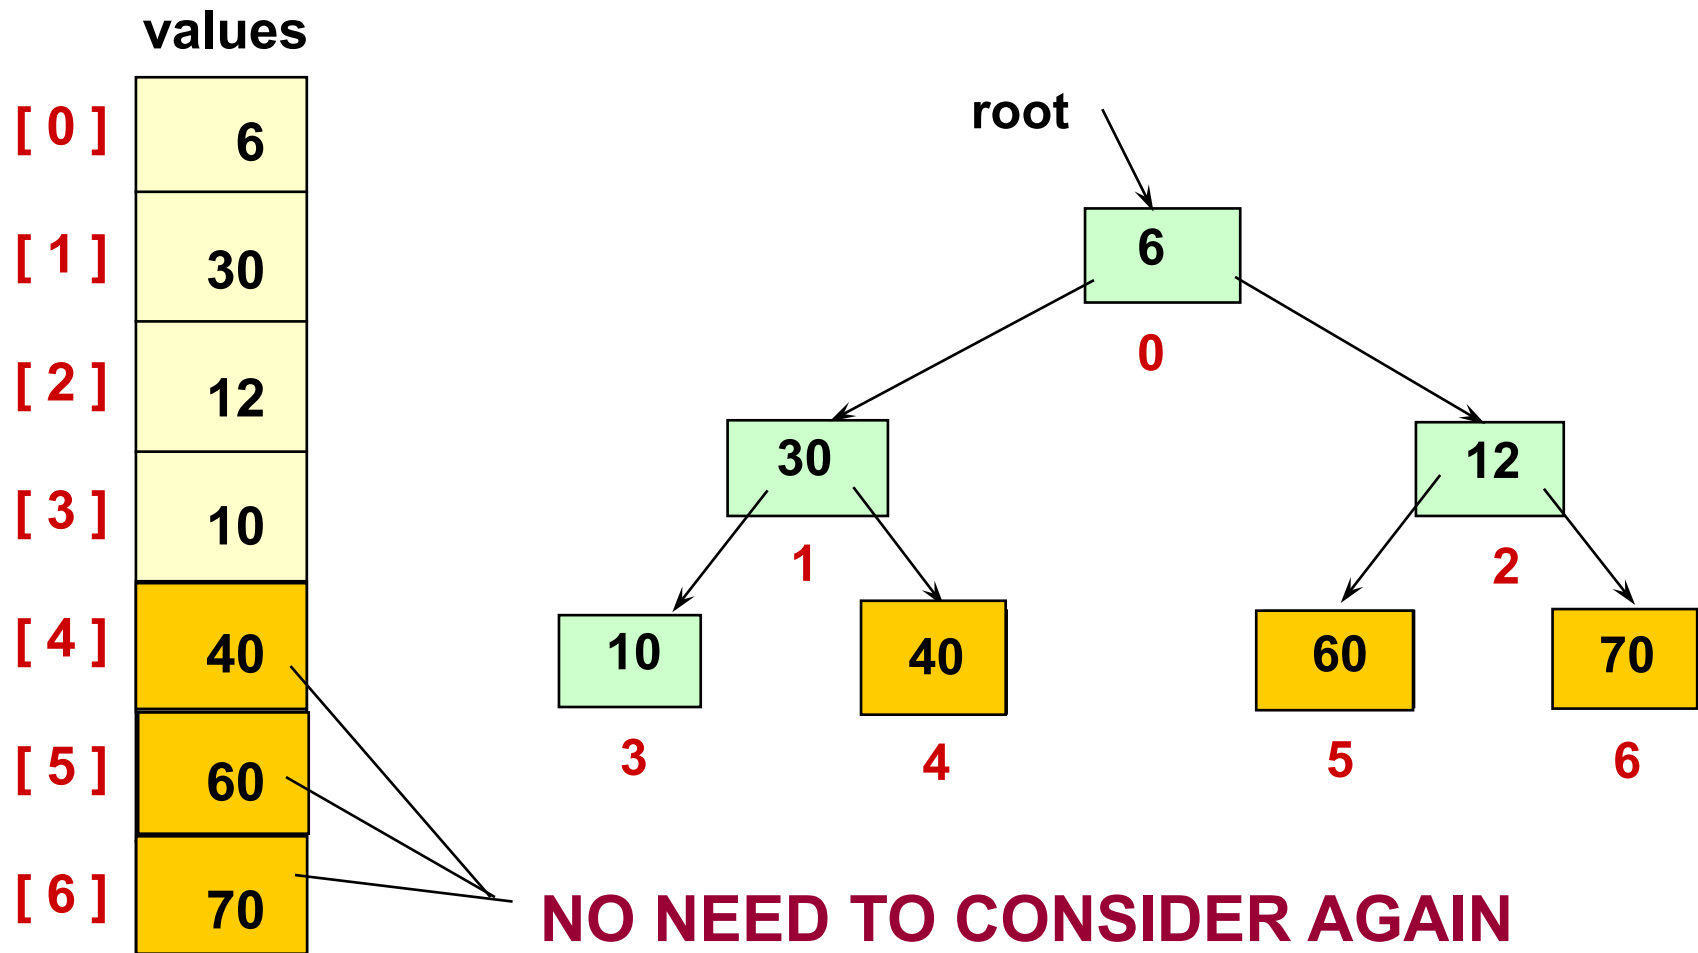 values
[ 0 ] 6
[ 1 ] 30
[ 2 ] 12
[ 3 ] 10
[ 4 ] 40
[ 5 ] 60
[ 6 ] 70
root
6
0
30 12
1 2
10 40 60 70
3 4 5 6
NO NEED TO CONSIDER AGAIN